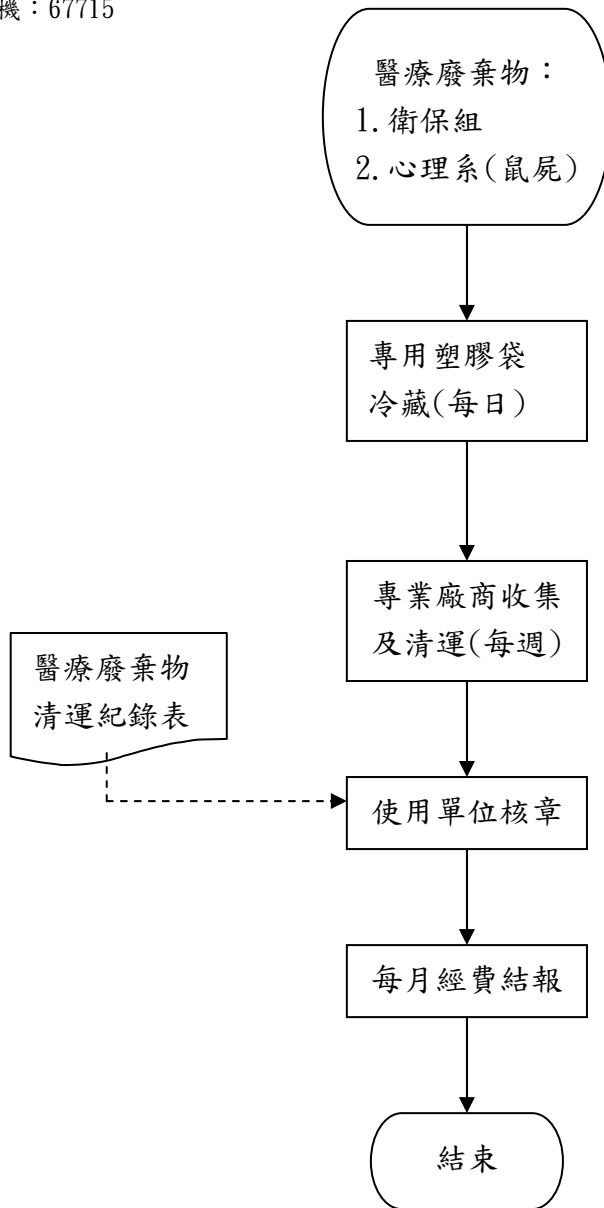 機：67715
醫療廢棄物：
1.衛保組
2.心理系(鼠屍)
專用塑膠袋
冷藏(每日)
專業廠商收集
及清運(每週)
醫療廢棄物
清運紀錄表
使用單位核章
每月經費結報
結束